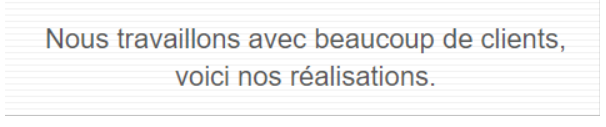 Nous travaillons avec beaucoup de clients,
voici nos réalisations.